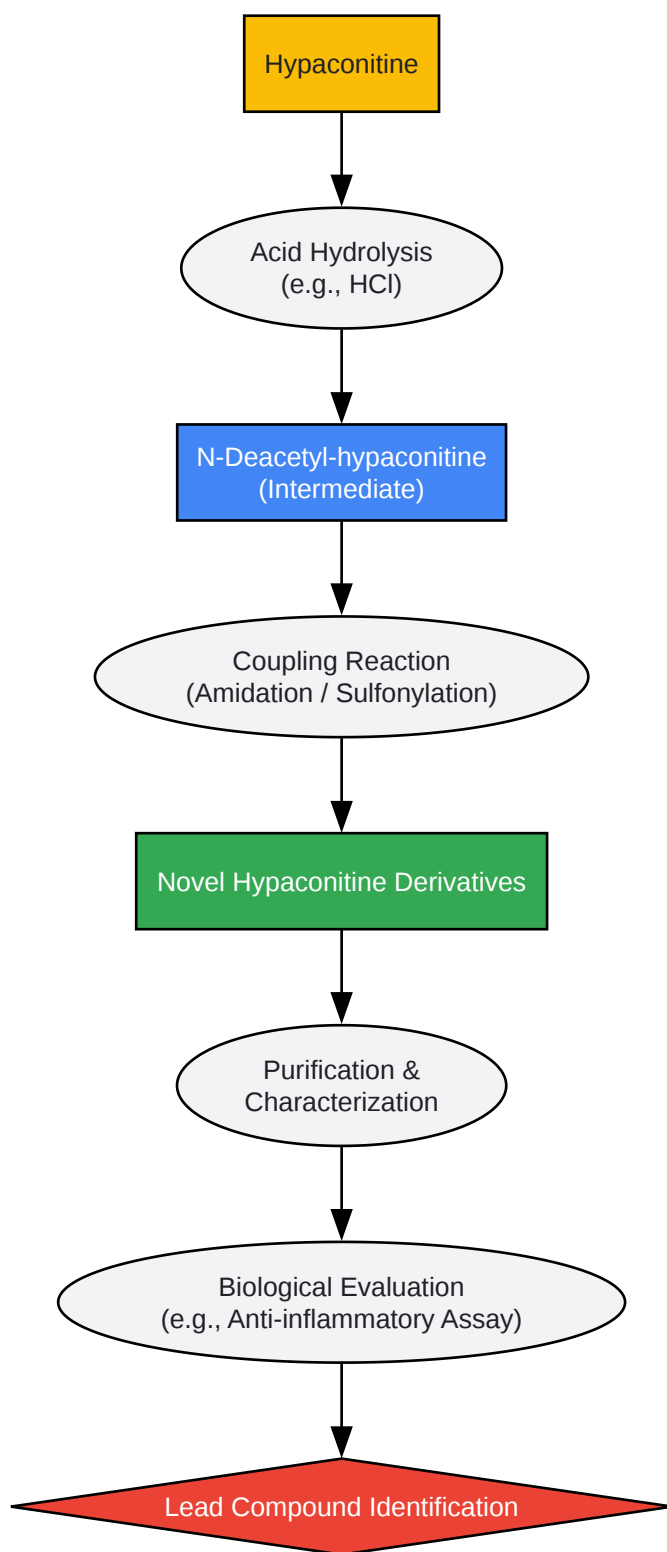 Hypaconitine
Acid Hydrolysis
(e.g., HCl)
N-Deacetyl-hypaconitine
(Intermediate)
Coupling Reaction
(Amidation / Sulfonylation)
Novel Hypaconitine Derivatives
Purification &
Characterization
Biological Evaluation
(e.g., Anti-inflammatory Assay)
Lead Compound Identification